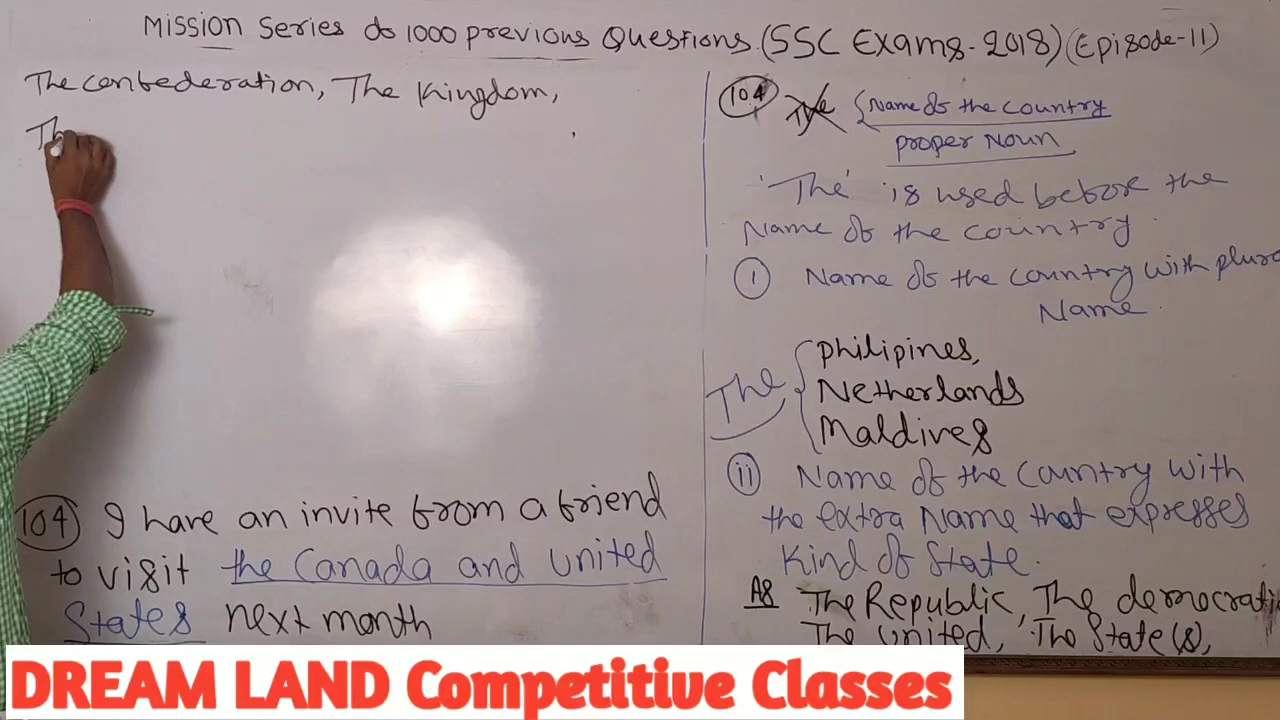 Mission Series of 1000 previous Questions (SSC Exams-2018) (Episode-11)
The confederation, The Kingdom,
Th
104 I have an invite from a friend
to visit the Canada and united
States next month
104 The { Name of the country
proper Noun
'The' is used before the
Name of the country.
i Name of the country with plura
Name.
The { philipines,
Netherlands
Maldives
ii Name of the country with
the extra Name that expresses
Kind of State.
As The Republic, The democrati
The united, The State(s),
DREAM LAND Competitive Classes